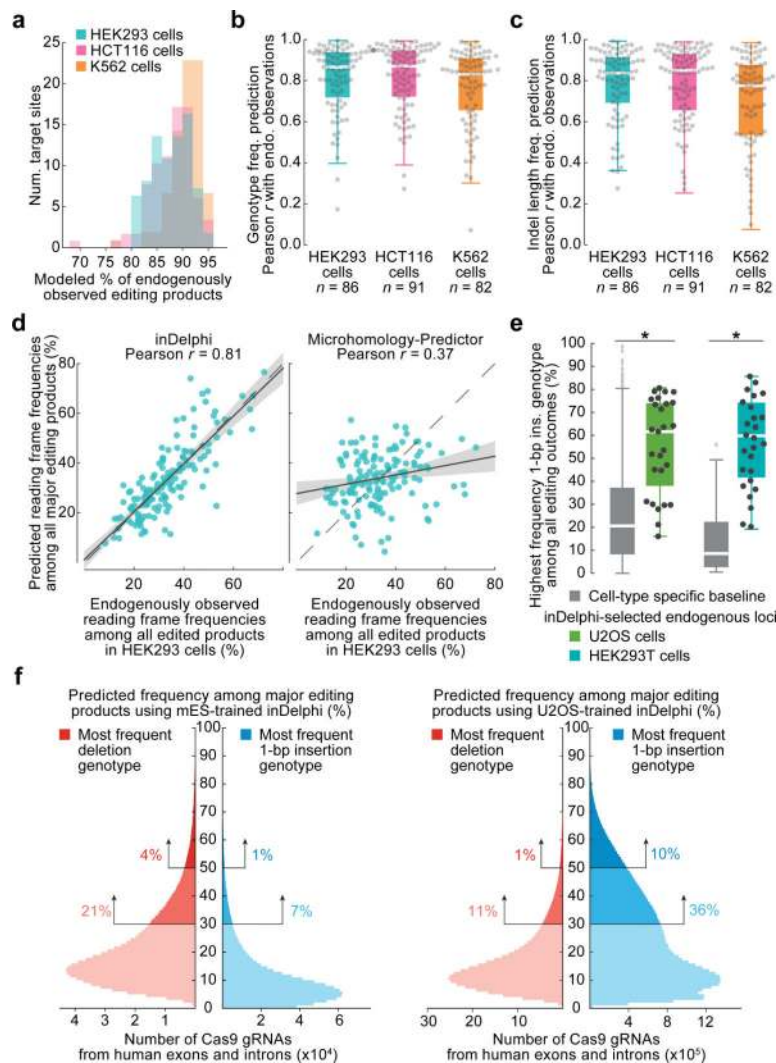 a
HEK293 cells
HCT116 cells
K562 cells
Num. target sites
60
50
40
30
20
10
0
70 75 80 85 90 95
Modeled % of endogenously
observed editing products
b
Genotype freq. prediction
Pearson r with endo. observations
1.0
0.8
0.6
0.4
0.2
0.0
HEK293 HCT116 K562
cells cells cells
n = 86 n = 91 n = 82
c
Indel length freq. prediction
Pearson r with endo. observations
1.0
0.8
0.6
0.4
0.2
0.0
HEK293 HCT116 K562
cells cells cells
n = 86 n = 91 n = 82
d
inDelphi
Pearson r = 0.81
Microhomology-Predictor
Pearson r = 0.37
Predicted reading frame frequencies
among all major editing products (%)
80
60
40
20
20 40 60
20 40 60 80
Endogenously observed
reading frame frequencies
among all edited products
in HEK293 cells (%)
Endogenously observed
reading frame frequencies
among all edited products
in HEK293 cells (%)
e
Highest frequency 1-bp ins. genotype
among all editing outcomes (%)
100
90
80
70
60
50
40
30
20
10
0
* *
Cell-type specific baseline
inDelphi-selected endogenous loci
U2OS cells
HEK293T cells
f
Predicted frequency among major editing
products using mES-trained inDelphi (%)
Most frequent
deletion
genotype
Most frequent
1-bp insertion
genotype
100
90
80
70
60
50
40
30
20
10
0
4%
1%
21%
7%
4 3 2 1
2 4 6
Number of Cas9 gRNAs
from human exons and introns (x10⁴)
Predicted frequency among major editing
products using U2OS-trained inDelphi (%)
Most frequent
deletion
genotype
Most frequent
1-bp insertion
genotype
100
90
80
70
60
50
40
30
20
10
0
1%
10%
11%
36%
30 20 10
4 8 12
Number of Cas9 gRNAs
from human exons and introns (x10⁵)